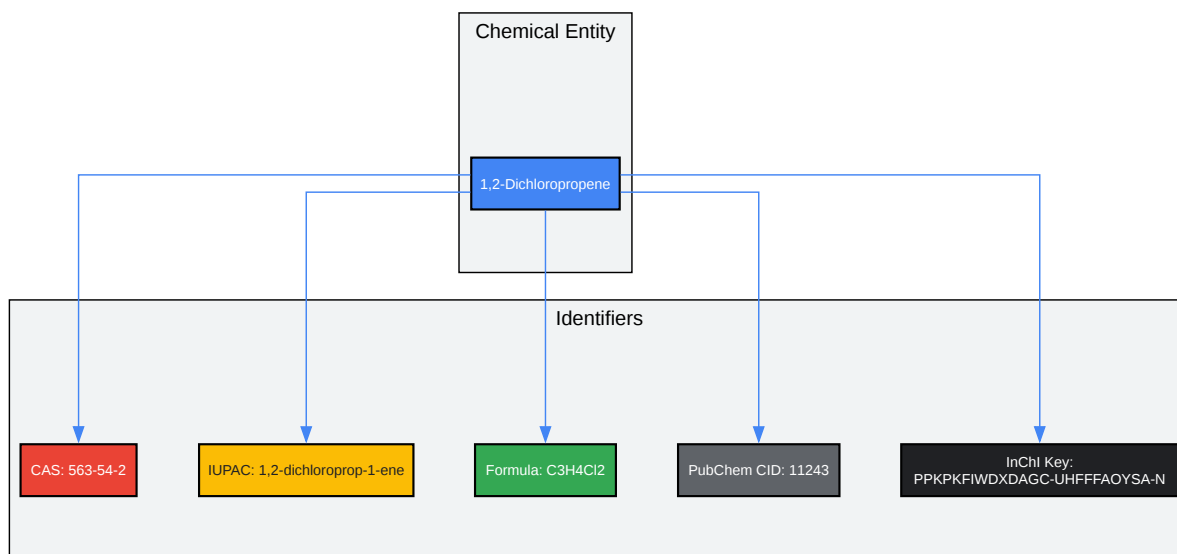 Chemical Entity
1,2-Dichloropropene
Identifiers
CAS: 563-54-2
IUPAC: 1,2-dichloroprop-1-ene
Formula: C3H4Cl2
PubChem CID: 11243
InChI Key:
PPKPKFIWDXDAGC-UHFFFAOYSA-N